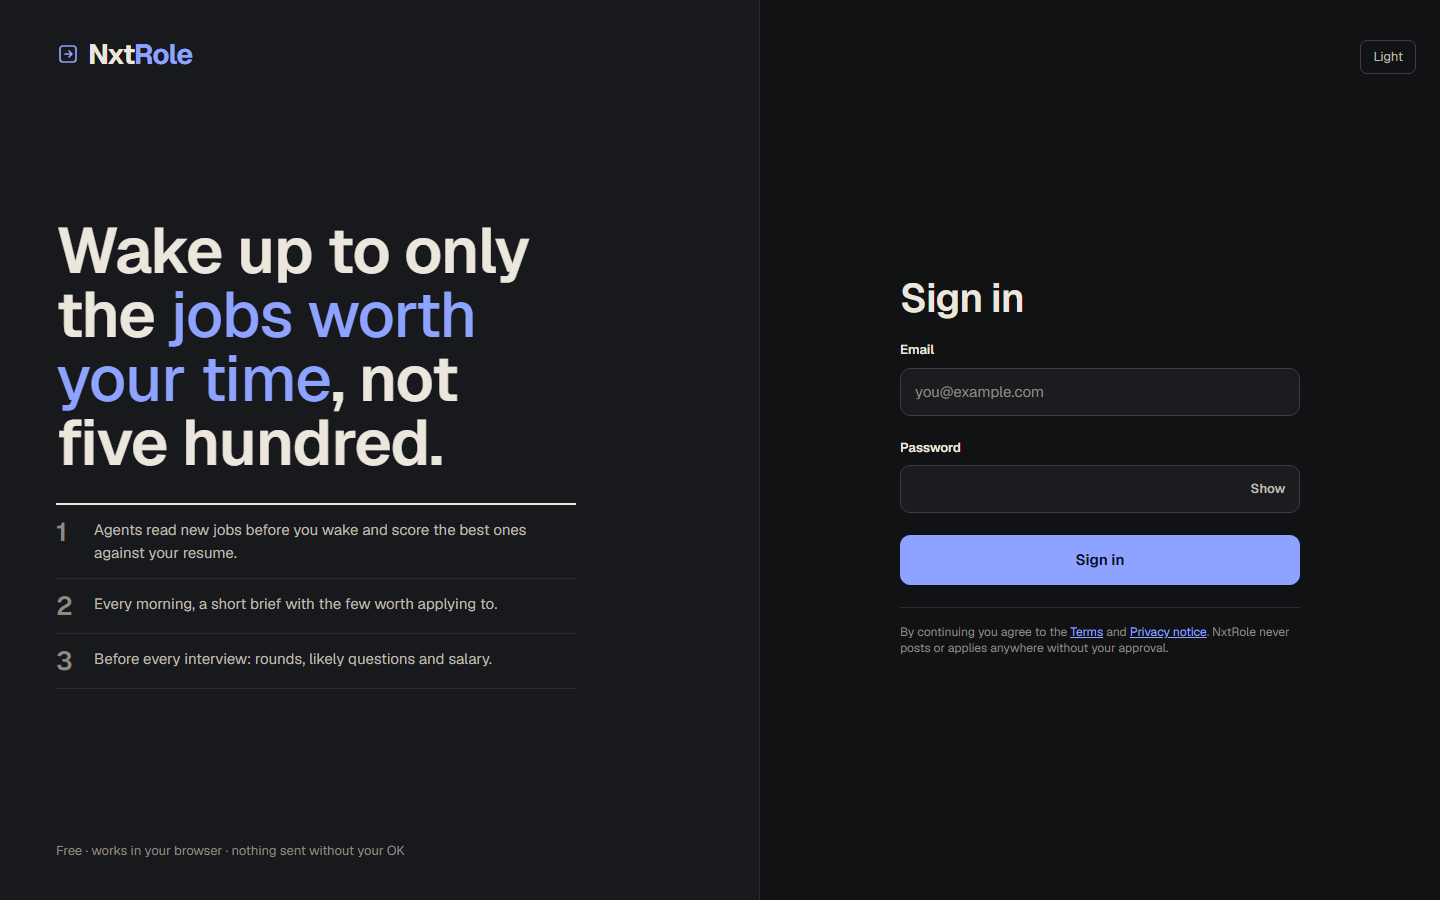 NxtRole
Light
Wake up to only
the jobs worth
your time, not
five hundred.
1 Agents read new jobs before you wake and score the best ones
against your resume.
2 Every morning, a short brief with the few worth applying to.
3 Before every interview: rounds, likely questions and salary.
Free · works in your browser · nothing sent without your OK
Sign in
Email
you@example.com
Password
Show
Sign in
By continuing you agree to the Terms and Privacy notice. NxtRole never
posts or applies anywhere without your approval.